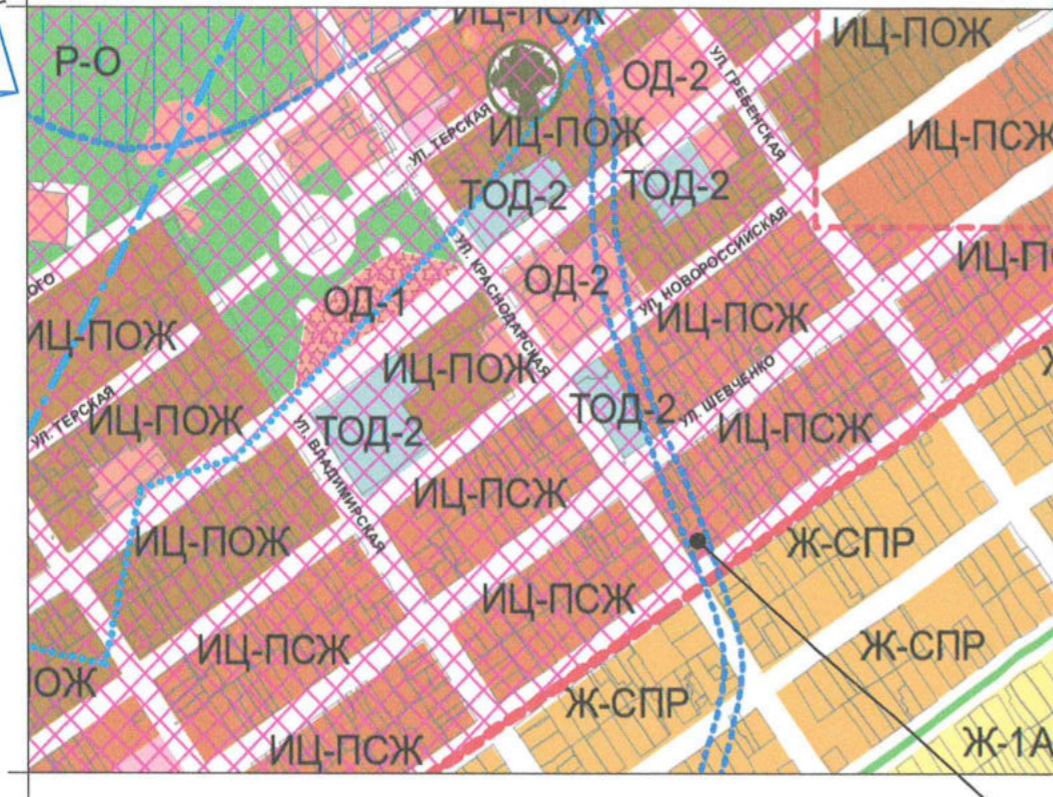 ИЦ-ПСЖ
ИЦ-ПОЖ
Р-О
ОД-2
УЛ. ГРЕБЕНСКАЯ
УЛ. ТЕРСКАЯ
ИЦ-ПОЖ
ИЦ-ПСЖ
ТОД-2
ТОД-2
УЛ. КРАСНОДАРСКАЯ
УЛ. НОВОРОССИЙСКАЯ
ОД-2
ОД-1
ОГО
ИЦ-ПОЖ
ИЦ-ПСЖ
ИЦ-ПОЖ
УЛ. ШЕВЧЕНКО
УЛ. ТЕРСКАЯ
ИЦ-ПОЖ
ТОД-2
ТОД-2
ИЦ-ПСЖ
УЛ. ВЛАДИМИРСКАЯ
ИЦ-ПСЖ
ИЦ-ПОЖ
Ж-СПР
ИЦ-ПСЖ
ИЦ-ПСЖ
Ж-СПР
ПОЖ
Ж-СПР
ИЦ-ПСЖ
Ж-1А